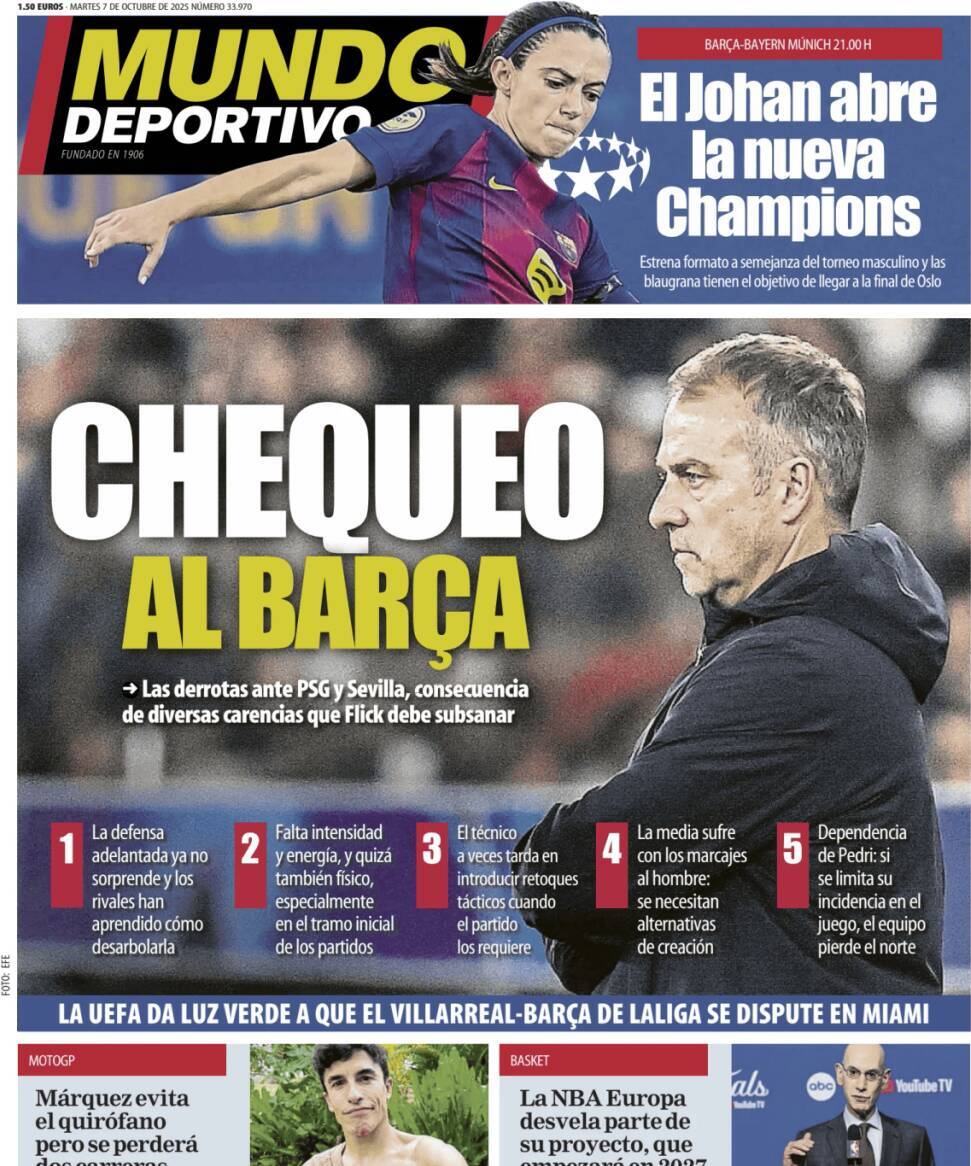 1.50 EUROS · MARTES 7 DE OCTUBRE DE 2025 NÚMERO 33.970
MUNDO
DEPORTIVO
FUNDADO EN 1906
BARÇA-BAYERN MÚNICH 21.00 H
El Johan abre
la nueva
Champions
Estrena formato a semejanza del torneo masculino y las
blaugrana tienen el objetivo de llegar a la final de Oslo
CHEQUEO
AL BARÇA
→ Las derrotas ante PSG y Sevilla, consecuencia
de diversas carencias que Flick debe subsanar
1
La defensa
adelantada ya no
sorprende y los
rivales han
aprendido cómo
desarbolarla
2
Falta intensidad
y energía, y quizá
también físico,
especialmente
en el tramo inicial
de los partidos
3
El técnico
a veces tarda en
introducir retoques
tácticos cuando
el partido
los requiere
4
La media sufre
con los marcajes
al hombre:
se necesitan
alternativas
de creación
5
Dependencia
de Pedri: si
se limita su
incidencia en el
juego, el equipo
pierde el norte
FOTO: EFE
LA UEFA DA LUZ VERDE A QUE EL VILLARREAL-BARÇA DE LALIGA SE DISPUTE EN MIAMI
MOTOGP
Márquez evita
el quirófano
pero se perderá
dos carreras
BASKET
La NBA Europa
desvela parte de
su proyecto, que
empezará en 2027
abc
YouTube TV